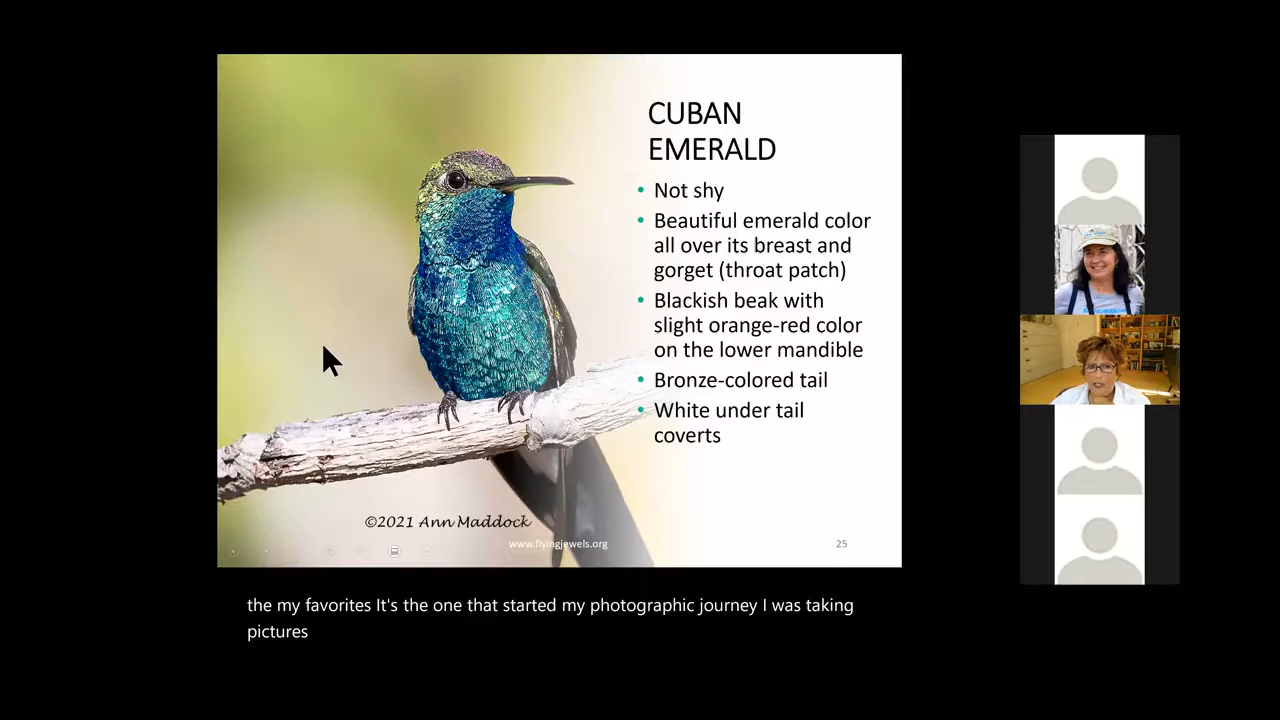 CUBAN
EMERALD
• Not shy
• Beautiful emerald color
all over its breast and
gorget (throat patch)
• Blackish beak with
slight orange-red color
on the lower mandible
• Bronze-colored tail
• White under tail
coverts
©2021 Ann Maddock
www.flyingjewels.org
25
the my favorites It's the one that started my photographic journey I was taking
pictures